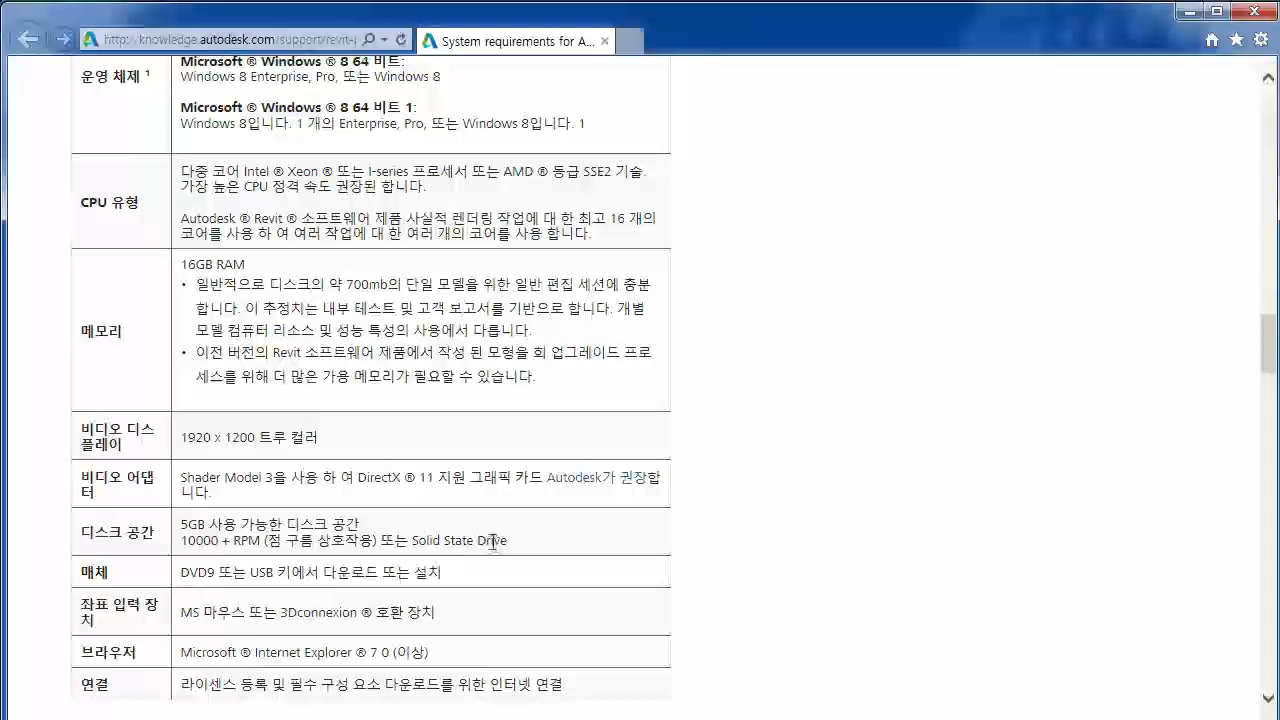 http://knowledge.autodesk.com/support/revit-
System requirements for A...
운영 체제 1
Microsoft ® Windows ® 8 64 비트:
Windows 8 Enterprise, Pro, 또는 Windows 8
Microsoft ® Windows ® 8 64 비트 1:
Windows 8입니다. 1 개의 Enterprise, Pro, 또는 Windows 8입니다. 1
CPU 유형
다중 코어 Intel ® Xeon ® 또는 I-series 프로세서 또는 AMD ® 등급 SSE2 기술.
가장 높은 CPU 정격 속도 권장된 합니다.
Autodesk ® Revit ® 소프트웨어 제품 사실적 렌더링 작업에 대 한 최고 16 개의
코어를 사용 하 여 여러 작업에 대 한 여러 개의 코어를 사용 합니다.
메모리
16GB RAM
• 일반적으로 디스크의 약 700mb의 단일 모델을 위한 일반 편집 세션에 충분
합니다. 이 추정치는 내부 테스트 및 고객 보고서를 기반으로 합니다. 개별
모델 컴퓨터 리소스 및 성능 특성의 사용에서 다릅니다.
• 이전 버전의 Revit 소프트웨어 제품에서 작성 된 모형을 회 업그레이드 프로
세스를 위해 더 많은 가용 메모리가 필요할 수 있습니다.
비디오 디스
플레이
1920 x 1200 트루 컬러
비디오 어댑
터
Shader Model 3을 사용 하 여 DirectX ® 11 지원 그래픽 카드 Autodesk가 권장합
니다.
디스크 공간
5GB 사용 가능한 디스크 공간
10000 + RPM (점 구름 상호작용) 또는 Solid State Drive
매체
DVD9 또는 USB 키에서 다운로드 또는 설치
좌표 입력 장
치
MS 마우스 또는 3Dconnexion ® 호환 장치
브라우저
Microsoft ® Internet Explorer ® 7 0 (이상)
연결
라이센스 등록 및 필수 구성 요소 다운로드를 위한 인터넷 연결